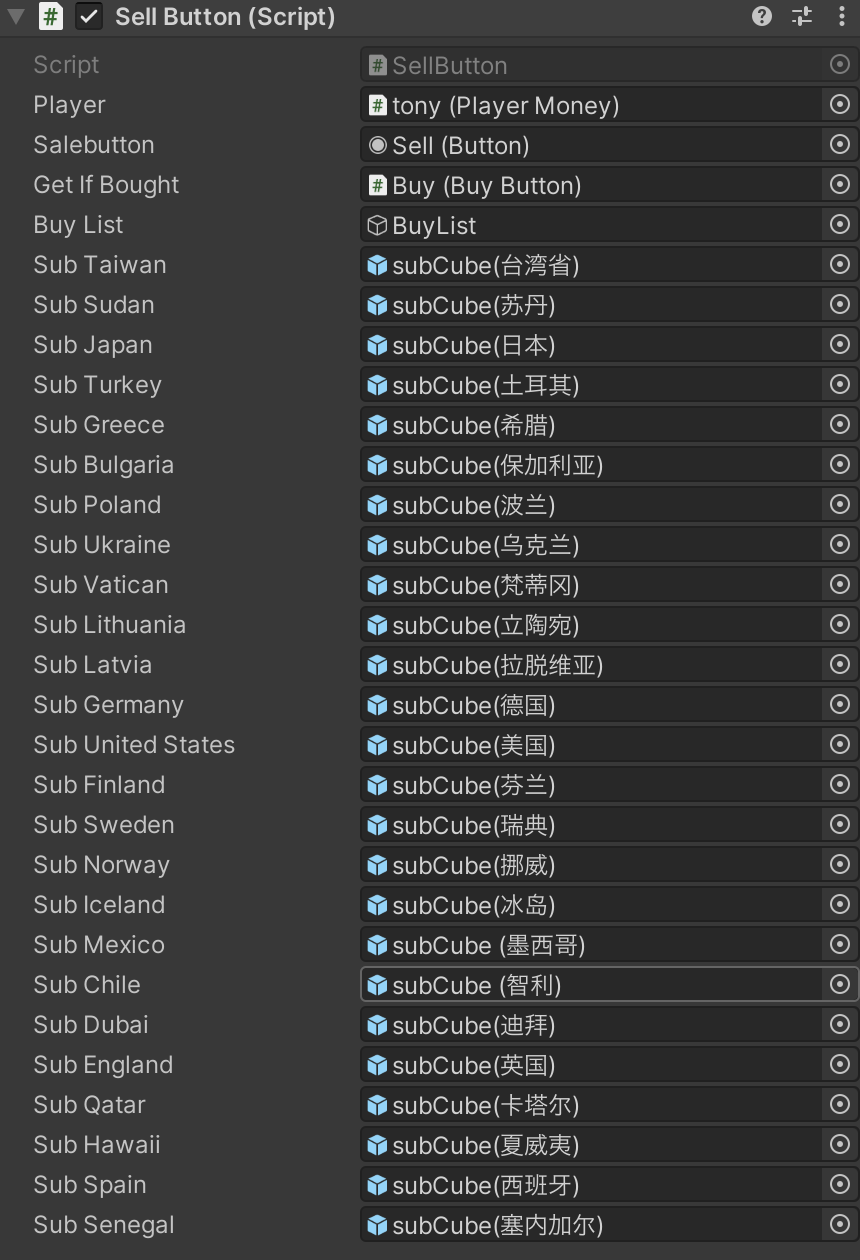 Sell Button (Script)
Script # SellButton
Player # tony (Player Money)
Salebutton Sell (Button)
Get If Bought # Buy (Buy Button)
Buy List BuyList
Sub Taiwan subCube(台湾省)
Sub Sudan subCube(苏丹)
Sub Japan subCube(日本)
Sub Turkey subCube(土耳其)
Sub Greece subCube(希腊)
Sub Bulgaria subCube(保加利亚)
Sub Poland subCube(波兰)
Sub Ukraine subCube(乌克兰)
Sub Vatican subCube(梵蒂冈)
Sub Lithuania subCube(立陶宛)
Sub Latvia subCube(拉脱维亚)
Sub Germany subCube(德国)
Sub United States subCube(美国)
Sub Finland subCube(芬兰)
Sub Sweden subCube(瑞典)
Sub Norway subCube(挪威)
Sub Iceland subCube(冰岛)
Sub Mexico subCube (墨西哥)
Sub Chile subCube (智利)
Sub Dubai subCube(迪拜)
Sub England subCube(英国)
Sub Qatar subCube(卡塔尔)
Sub Hawaii subCube(夏威夷)
Sub Spain subCube(西班牙)
Sub Senegal subCube(塞内加尔)